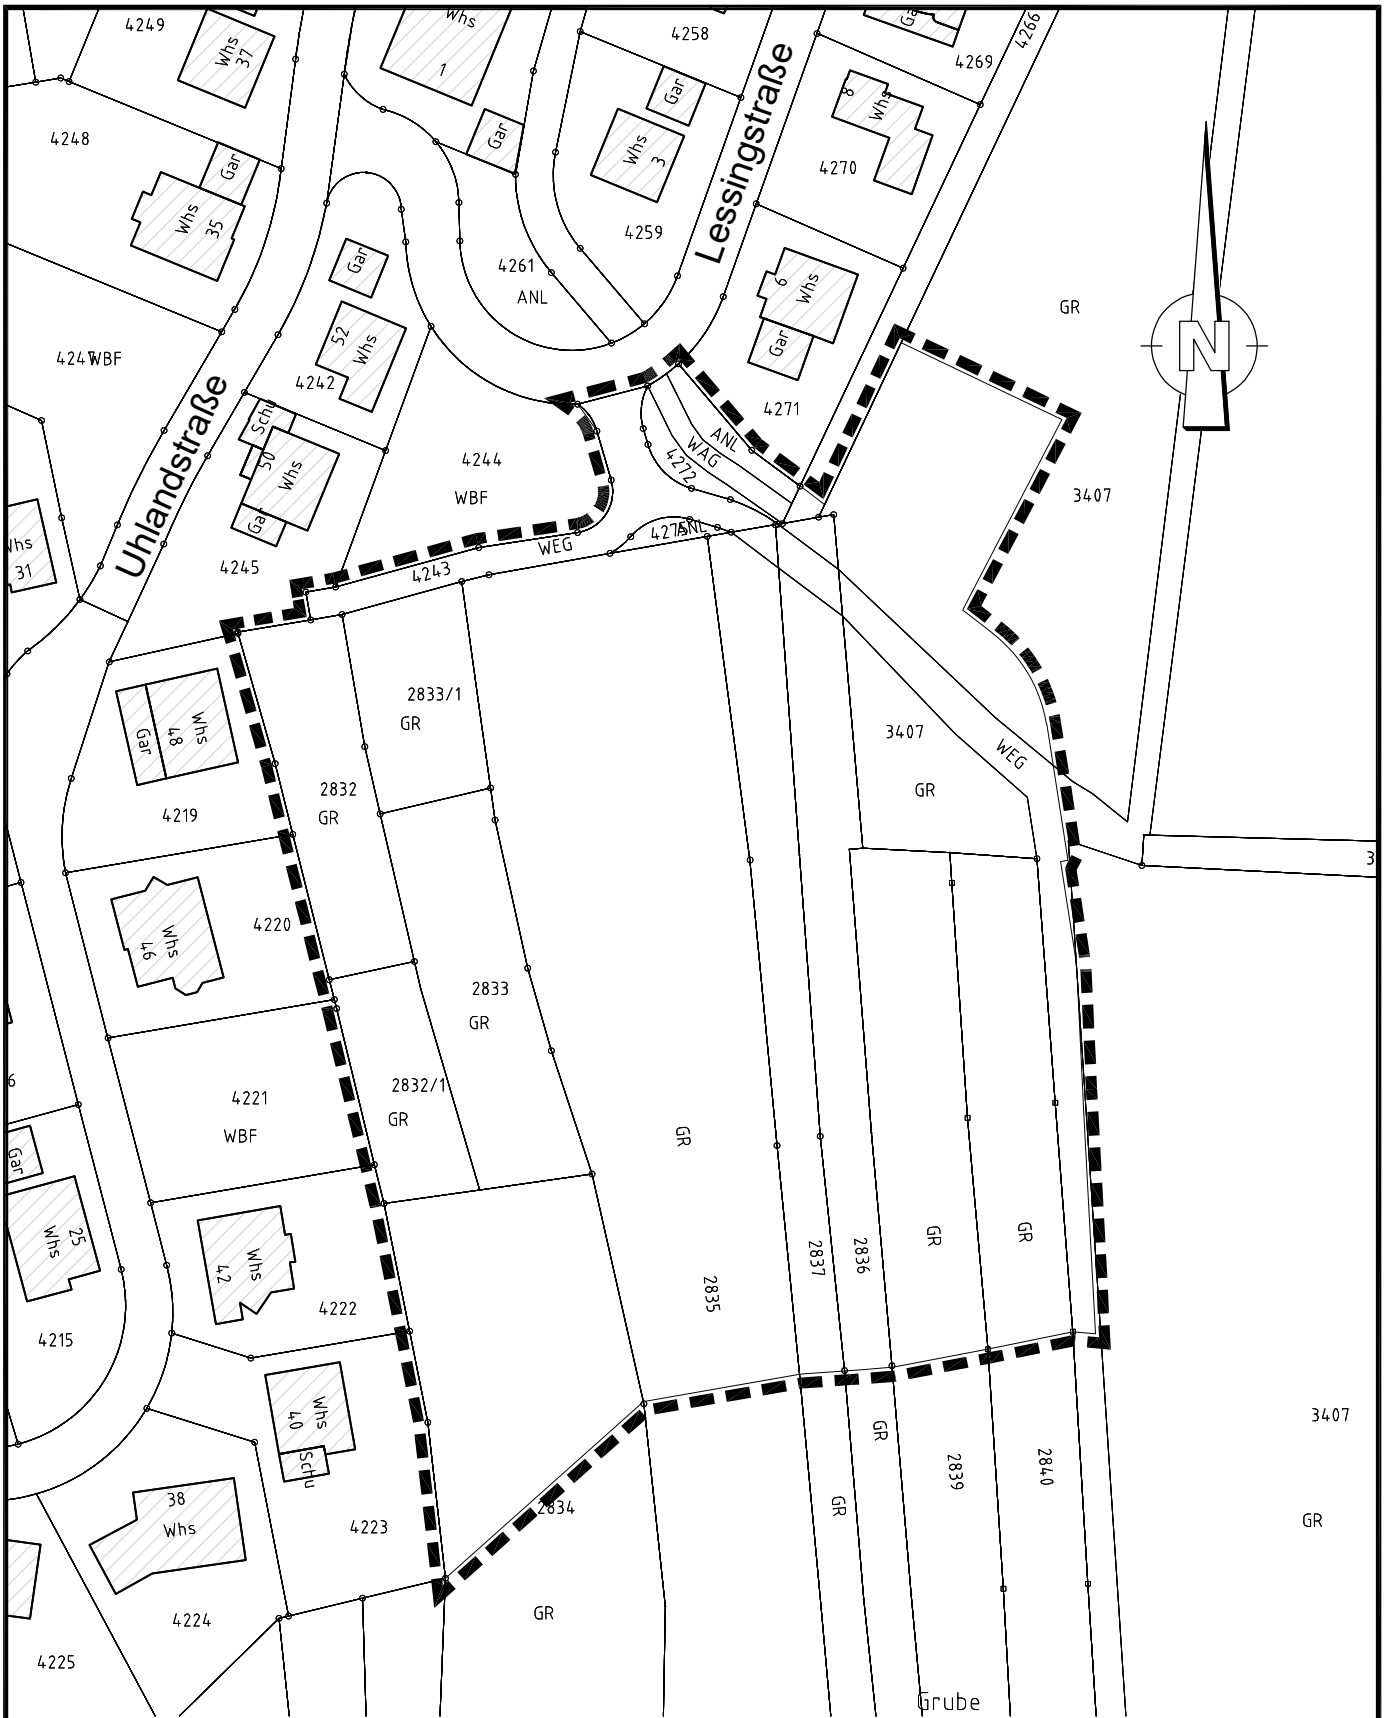 4249
Whs
37
Whs
1
4258
Gar
4269
4266
4248
Gar
Whs
35
Gar
Gar
Whs
3
Lessingstraße
8
Whs
4270
4259
4261
ANL
Gar
52
Whs
4242
6
Whs
Gar
4271
GR
N
WBF
Uhlandstraße
Schu
50
Whs
Gar
4245
4244
WBF
ANL
WAG
4272
ANL
WEG
4243
3407
Whs
31
2833/1
GR
3407
GR
WEG
Whs
48
Gar
4219
2832
GR
3
4220
Whs
46
2833
GR
6
4221
WBF
2832/1
GR
GR
Gar
Whs
25
4215
Whs
42
4222
2835
2837
2836
GR
GR
Whs
40
Schu
3407
GR
GR
GR
2839
2840
38
Whs
4223
2834
GR
4224
4225
Grube